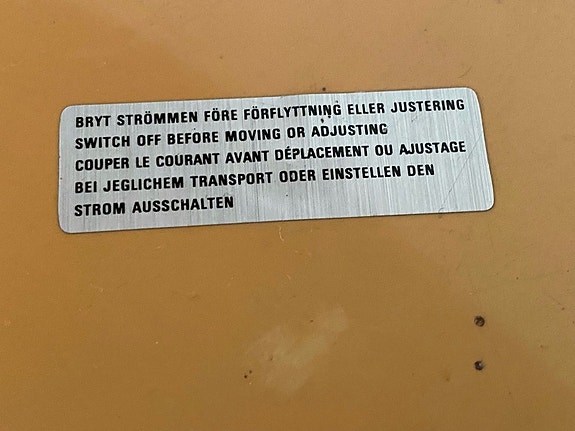 BRYT STRÖMMEN FÖRE FÖRFLYTTNING ELLER JUSTERING
SWITCH OFF BEFORE MOVING OR ADJUSTING
COUPER LE COURANT AVANT DÉPLACEMENT OU AJUSTAGE
BEI JEGLICHEM TRANSPORT ODER EINSTELLEN DEN
STROM AUSSCHALTEN